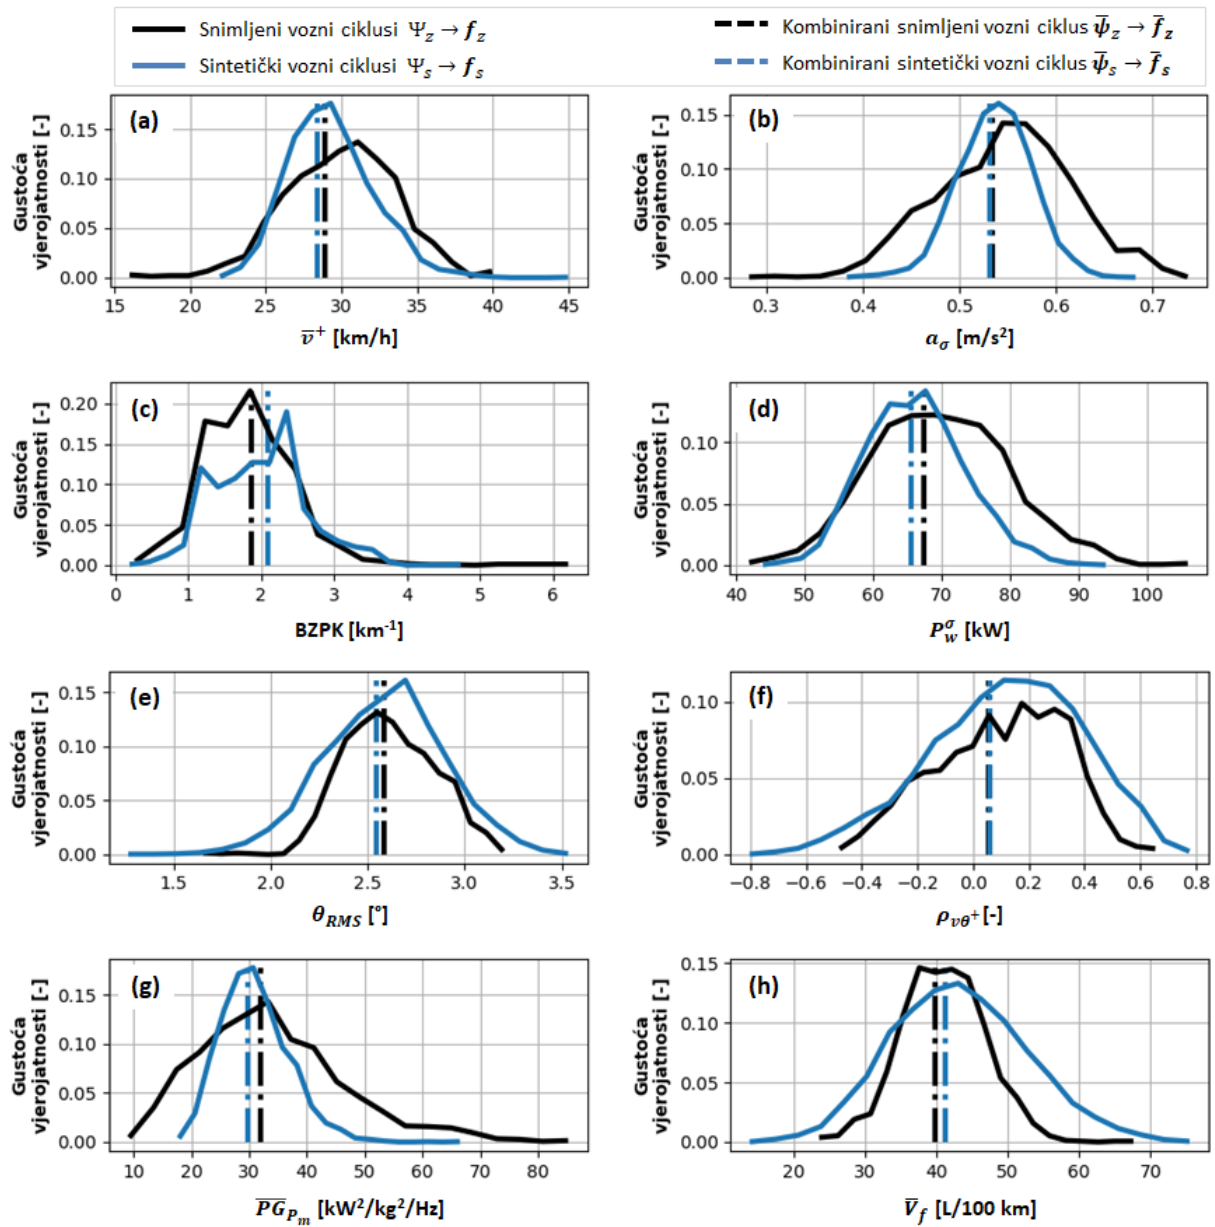 Snimljeni vozni ciklusi Ψz → fz
Kombinirani snimljeni vozni ciklus ψ̄z → f̄z
Sintetički vozni ciklusi Ψs → fs
Kombinirani sintetički vozni ciklus ψ̄s → f̄s
(a)
Gustoća
vjerojatnosti [-]
0.15
0.10
0.05
0.00
15 20 25 30 35 40 45
v̄⁺ [km/h]
(b)
Gustoća
vjerojatnosti [-]
0.15
0.10
0.05
0.00
0.3 0.4 0.5 0.6 0.7
aσ [m/s²]
(c)
Gustoća
vjerojatnosti [-]
0.20
0.15
0.10
0.05
0.00
0 1 2 3 4 5 6
BZPK [km⁻¹]
(d)
Gustoća
vjerojatnosti [-]
0.10
0.05
0.00
40 50 60 70 80 90 100
Pwσ [kW]
(e)
Gustoća
vjerojatnosti [-]
0.15
0.10
0.05
0.00
1.5 2.0 2.5 3.0 3.5
θRMS [°]
(f)
Gustoća
vjerojatnosti [-]
0.10
0.05
0.00
−0.8 −0.6 −0.4 −0.2 0.0 0.2 0.4 0.6 0.8
ρvθ⁺ [-]
(g)
Gustoća
vjerojatnosti [-]
0.15
0.10
0.05
0.00
10 20 30 40 50 60 70 80
P̄ḠPm [kW²/kg²/Hz]
(h)
Gustoća
vjerojatnosti [-]
0.15
0.10
0.05
0.00
20 30 40 50 60 70
V̄f [L/100 km]